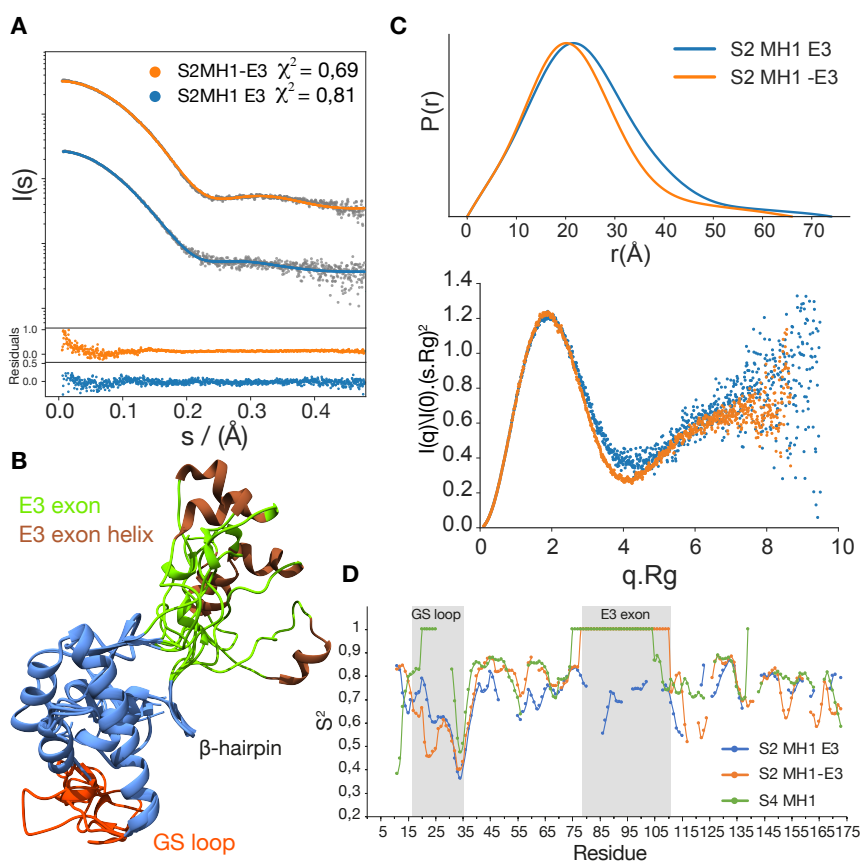 A
S2MH1-E3 χ² = 0,69
S2MH1 E3 χ² = 0,81
I(s)
Residuals
1.0
0.0
0.5
0.0
0.0 0.1 0.2 0.3 0.4
s / (Å)
B
E3 exon
E3 exon helix
β-hairpin
GS loop
C
S2 MH1 E3
S2 MH1 -E3
P(r)
0 10 20 30 40 50 60 70
r(Å)
I(q)\I(0).(s.Rg)²
1.4
1.2
1.0
0.8
0.6
0.4
0.2
0.0
0 2 4 6 8 10
q.Rg
D
GS loop E3 exon
S²
1
0,9
0,8
0,7
0,6
0,5
0,4
0,3
0,2
S2 MH1 E3
S2 MH1-E3
S4 MH1
5 15 25 35 45 55 65 75 85 95 105 115 125 135 145 155 165 175
Residue